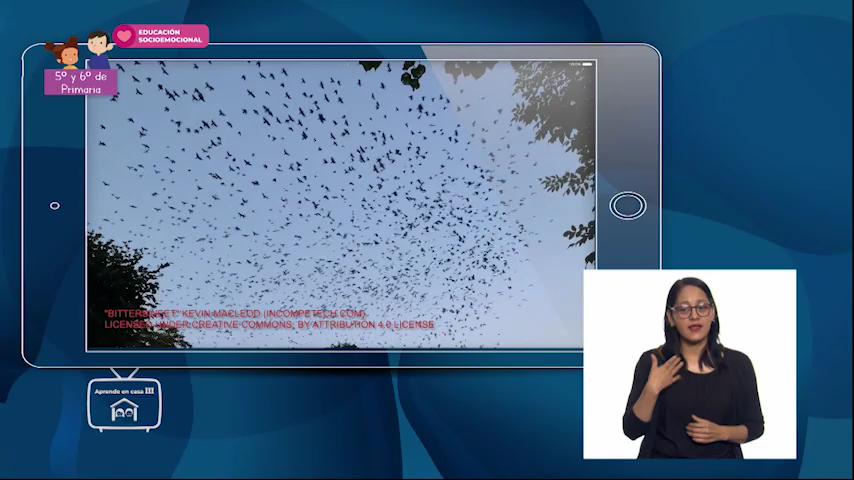 EDUCACIÓN
SOCIOEMOCIONAL
5º y 6º de
Primaria
"BITTERSWEET" KEVIN MACLEOD (INCOMPETECH.COM)
LICENSED UNDER CREATIVE COMMONS: BY ATTRIBUTION 4.0 LICENSE
Aprende en casa III